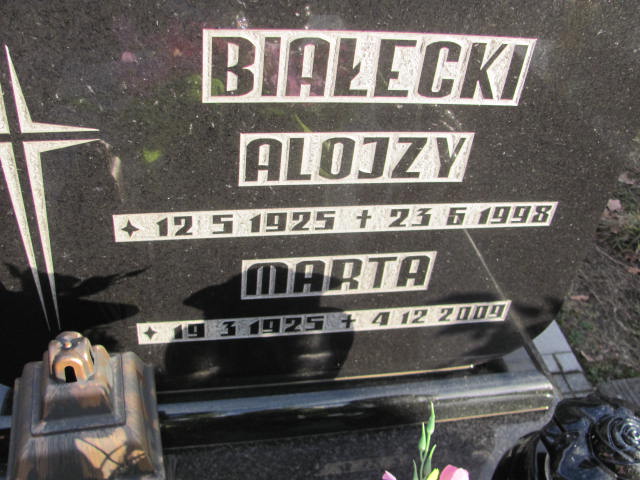 BIAŁECKI
ALOJZY
✦ 12 5 1925 + 23 6 1998
MARTA
✦ 19 3 1925 + 4 12 2009